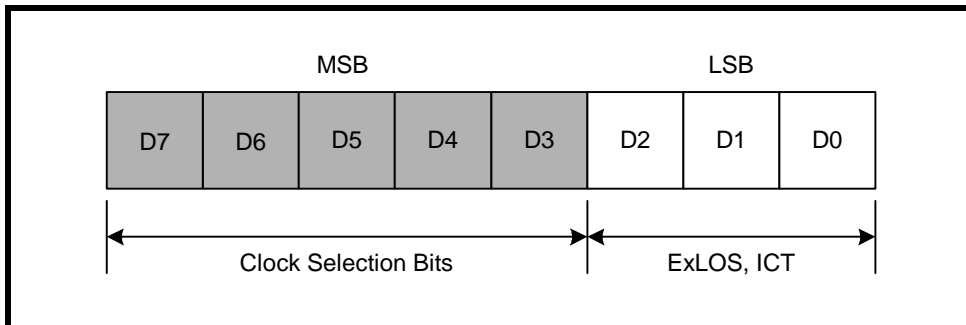 MSB LSB
D7 D6 D5 D4 D3 D2 D1 D0
Clock Selection Bits ExLOS, ICT